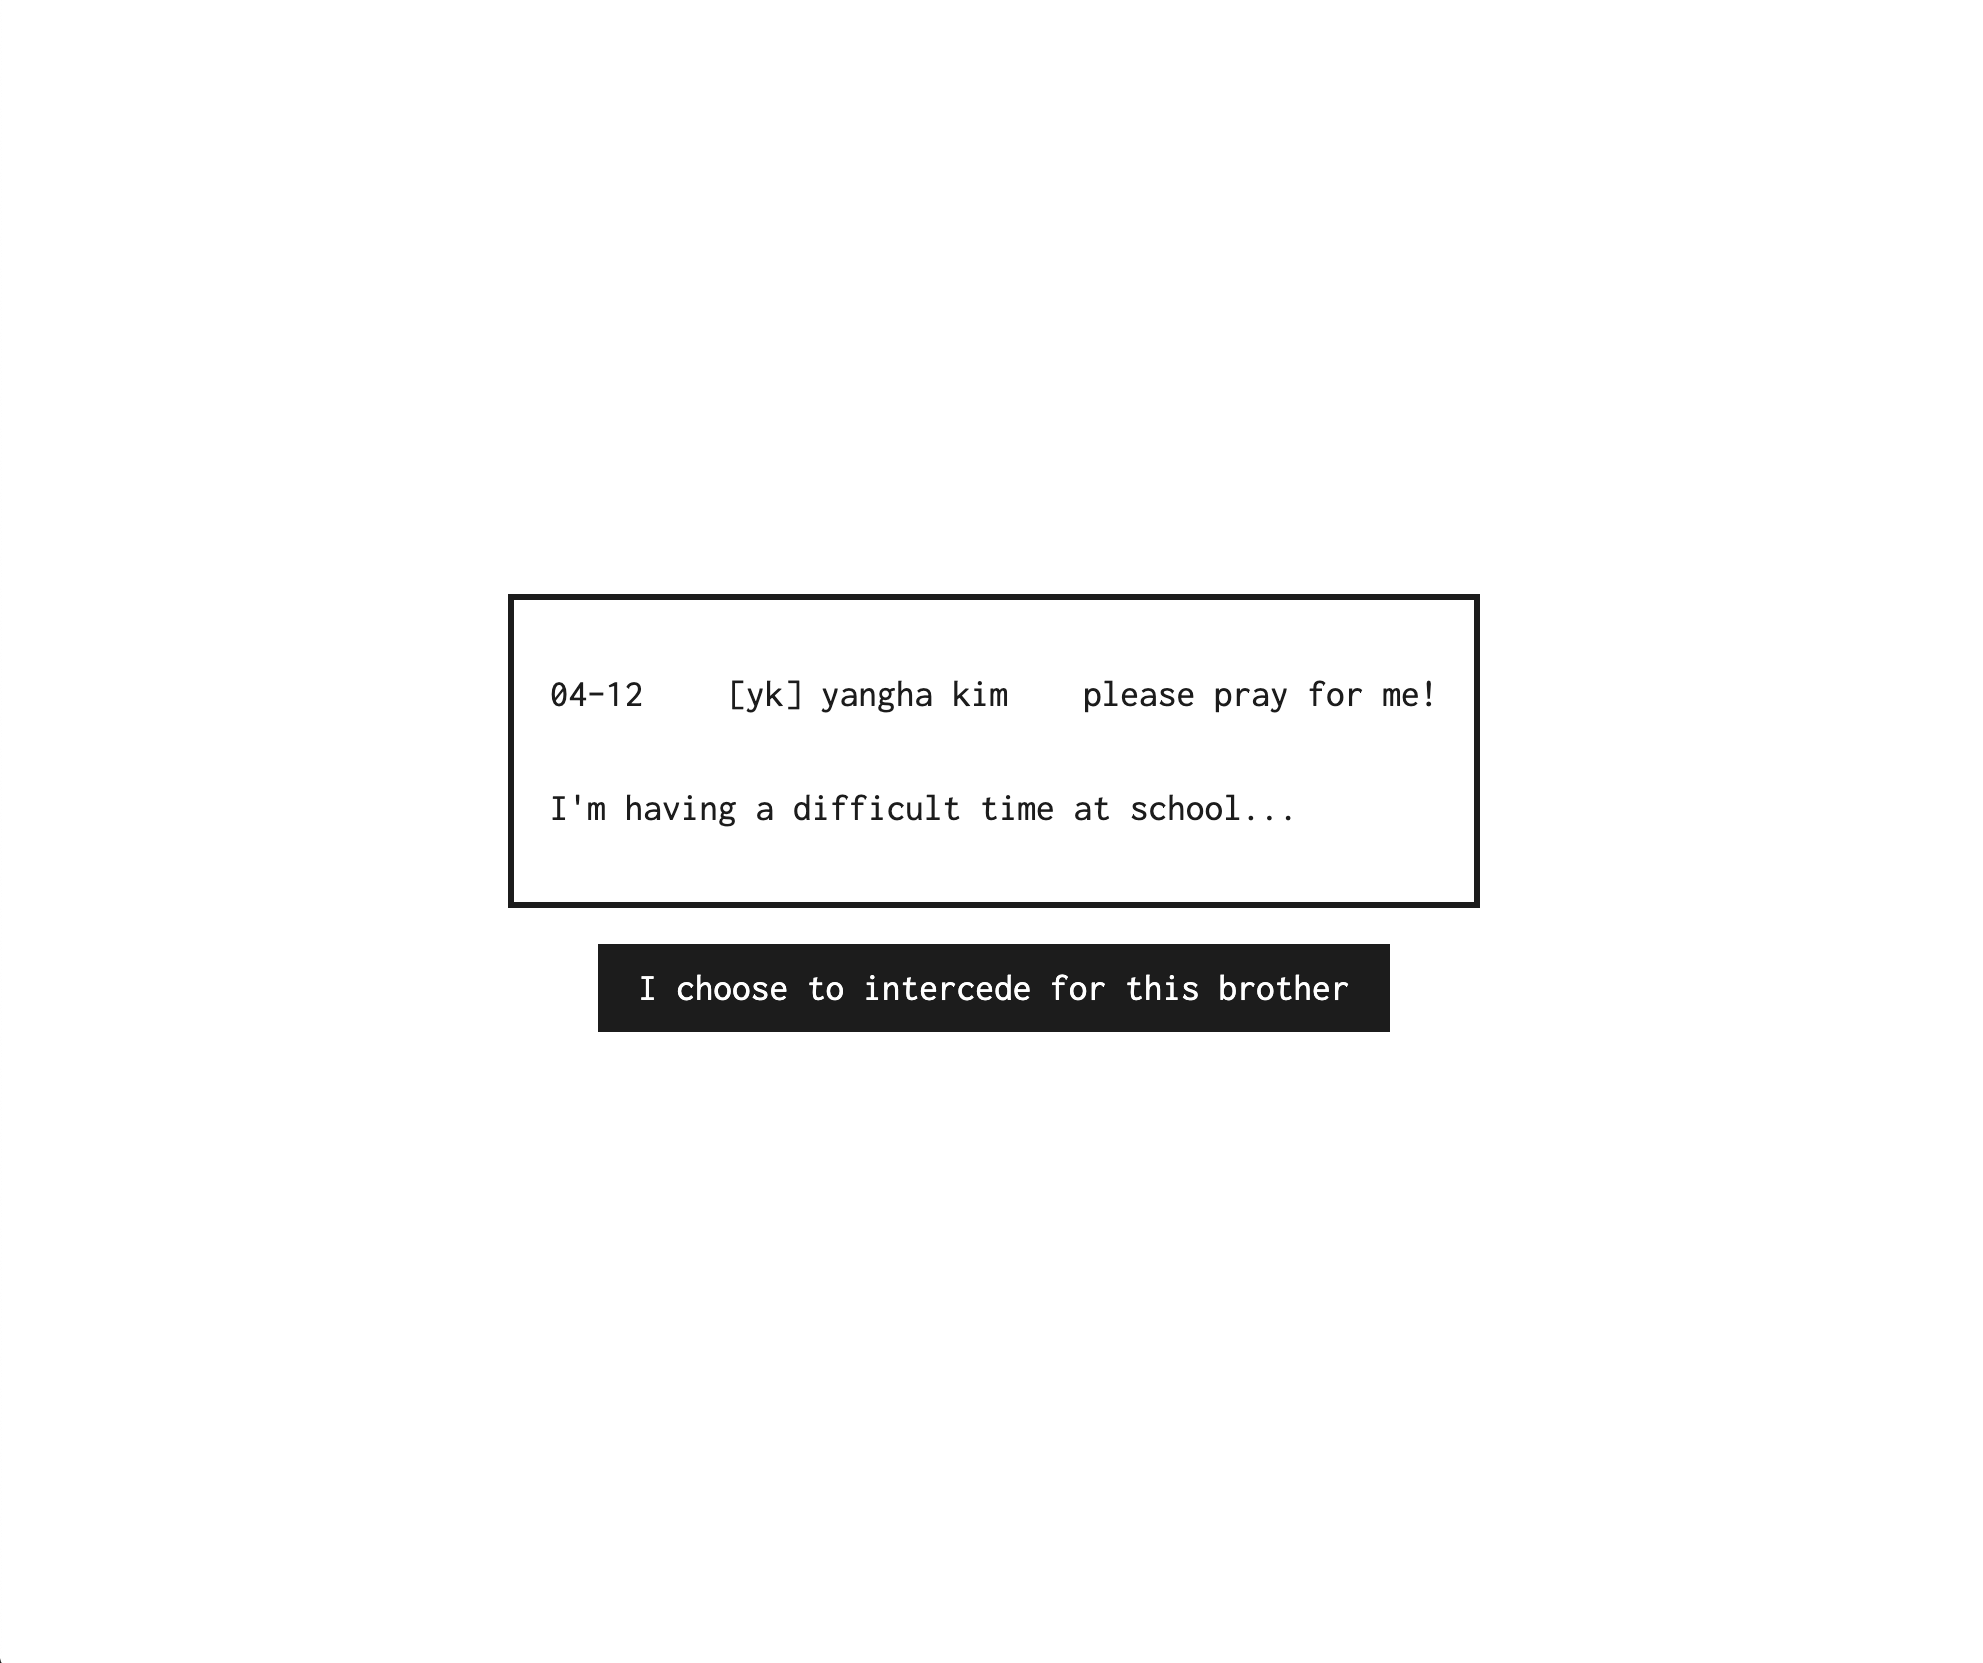 04-12 [yk] yangha kim please pray for me!
I'm having a difficult time at school...
I choose to intercede for this brother